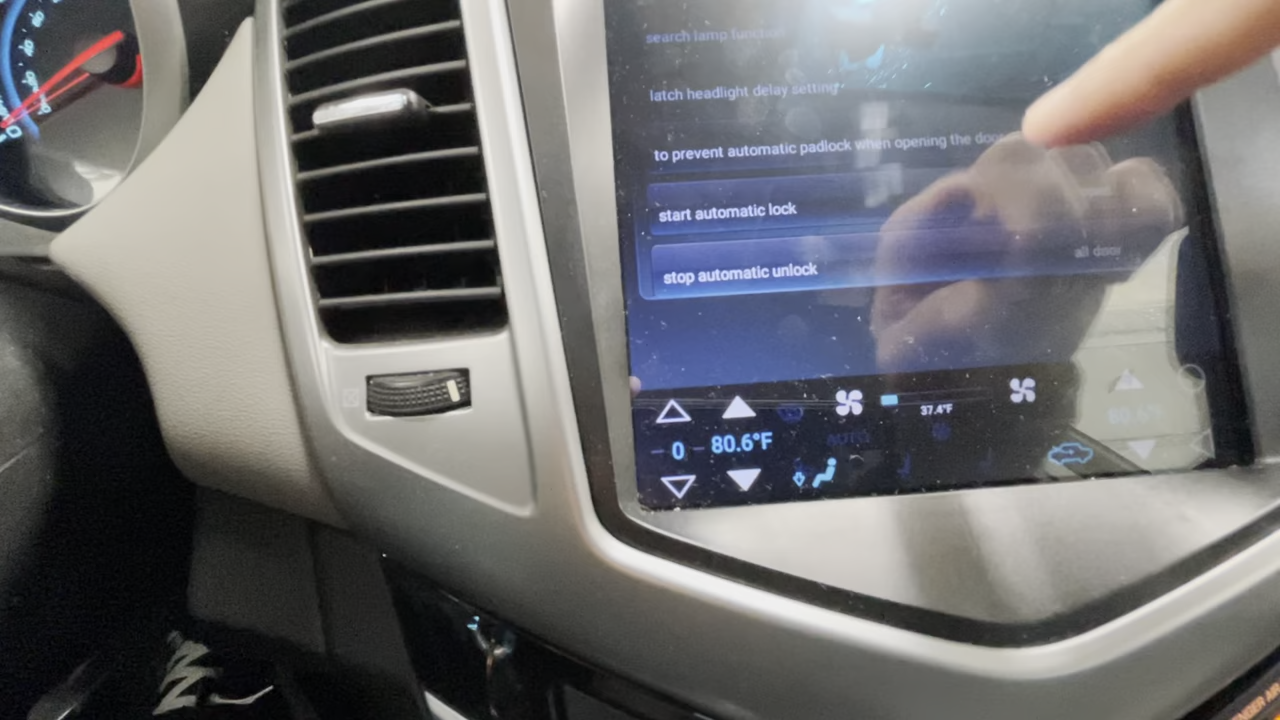 search lamp function
latch headlight delay setting
to prevent automatic padlock when opening the door
start automatic lock
all door
stop automatic unlock
37.4°F
0
80.6°F
AUTO